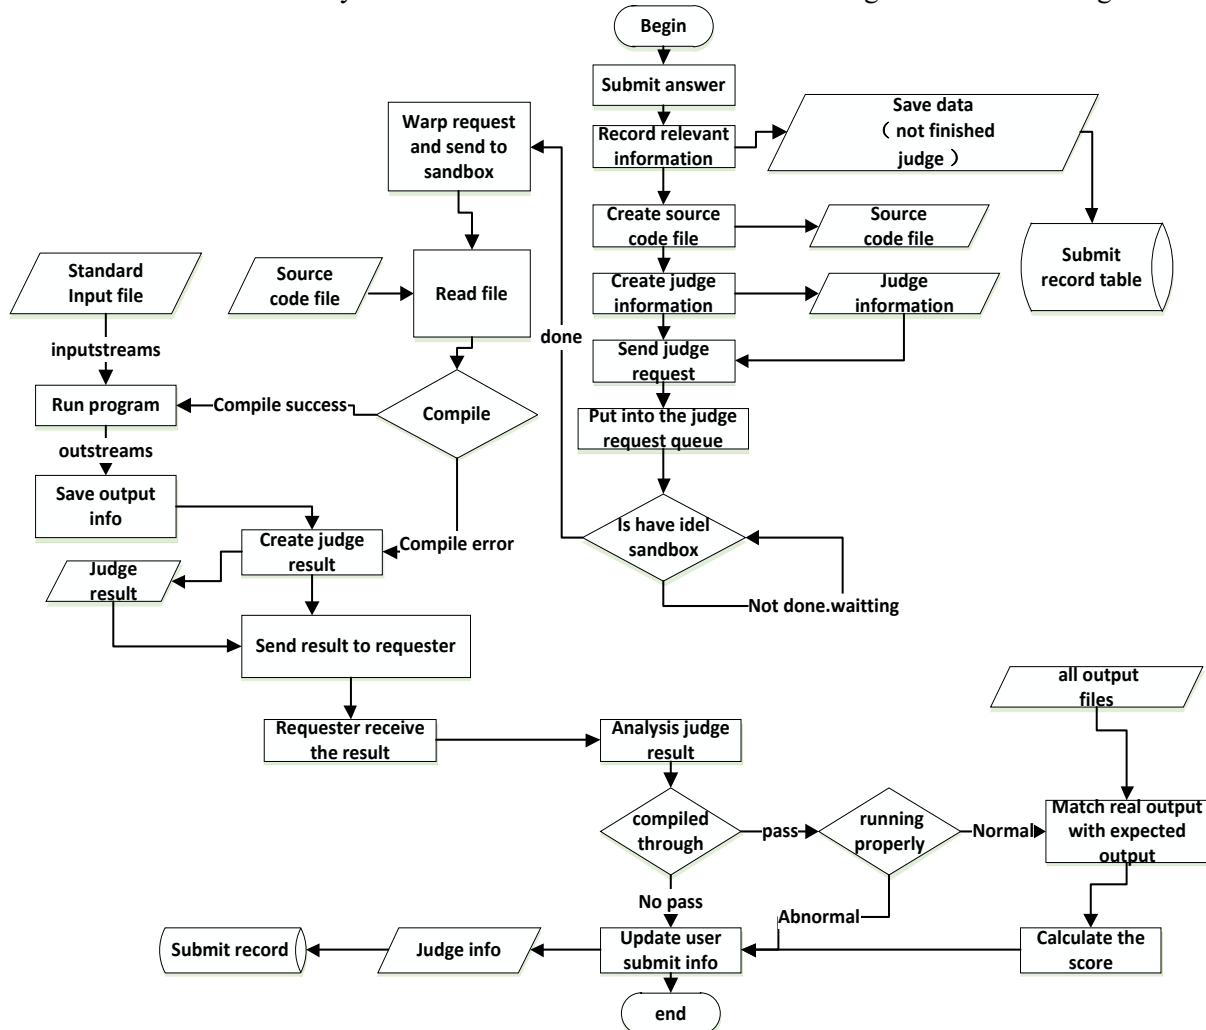 Begin
Submit answer
Record relevant
information
Save data
( not finished
judge )
Warp request
and send to
sandbox
Create source
code file
Source
code file
Submit
record table
Standard
Input file
Source
code file
Read file
Create judge
information
Judge
information
done
inputstreams
Send judge
request
Run program
Compile success
Compile
Put into the judge
request queue
outstreams
Save output
info
Is have idel
sandbox
Create judge
result
Compile error
Judge
result
Not done.waitting
Send result to requester
all output
files
Requester receive
the result
Analysis judge
result
compiled
through
pass
running
properly
Normal
Match real output
with expected
output
No pass
Abnormal
Submit record
Judge info
Update user
submit info
Calculate the
score
end